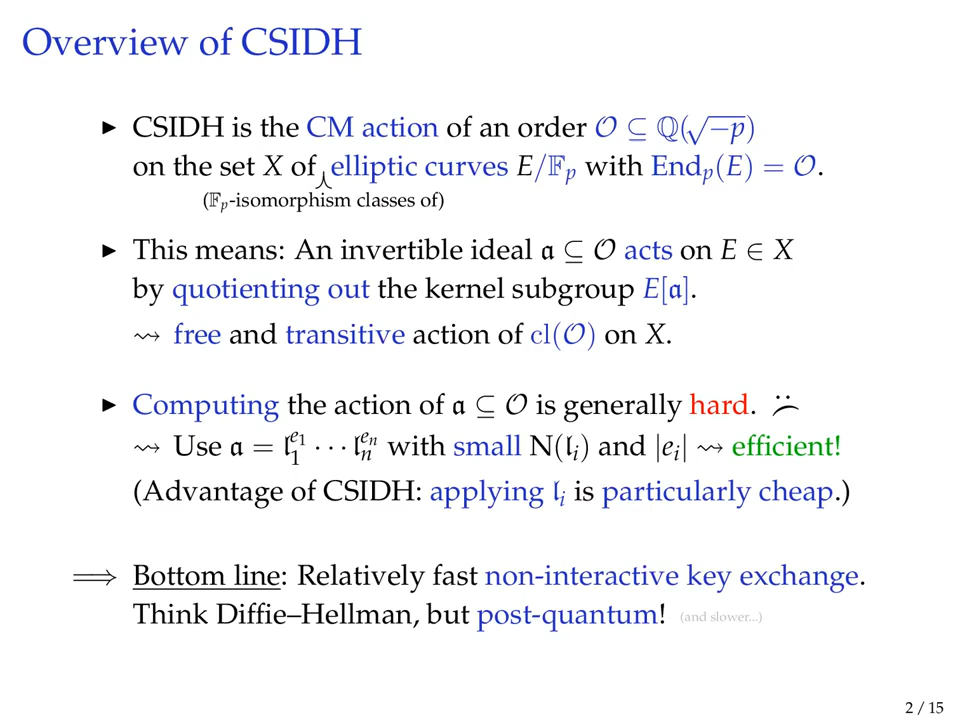 Overview of CSIDH
▶ CSIDH is the CM action of an order 𝒪 ⊆ ℚ(√−p)
on the set X of ⋏ elliptic curves E/𝔽ₚ with Endₚ(E) = 𝒪.
(𝔽ₚ-isomorphism classes of)
▶ This means: An invertible ideal 𝔞 ⊆ 𝒪 acts on E ∈ X
by quotienting out the kernel subgroup E[𝔞].
⇝ free and transitive action of cl(𝒪) on X.
▶ Computing the action of 𝔞 ⊆ 𝒪 is generally hard. ☹
⇝ Use 𝔞 = 𝔩₁^{e₁} ⋯ 𝔩ₙ^{eₙ} with small N(𝔩ᵢ) and |eᵢ| ⇝ efficient!
(Advantage of CSIDH: applying 𝔩ᵢ is particularly cheap.)
⟹ Bottom line: Relatively fast non-interactive key exchange.
Think Diffie–Hellman, but post-quantum! (and slower...)
2 / 15